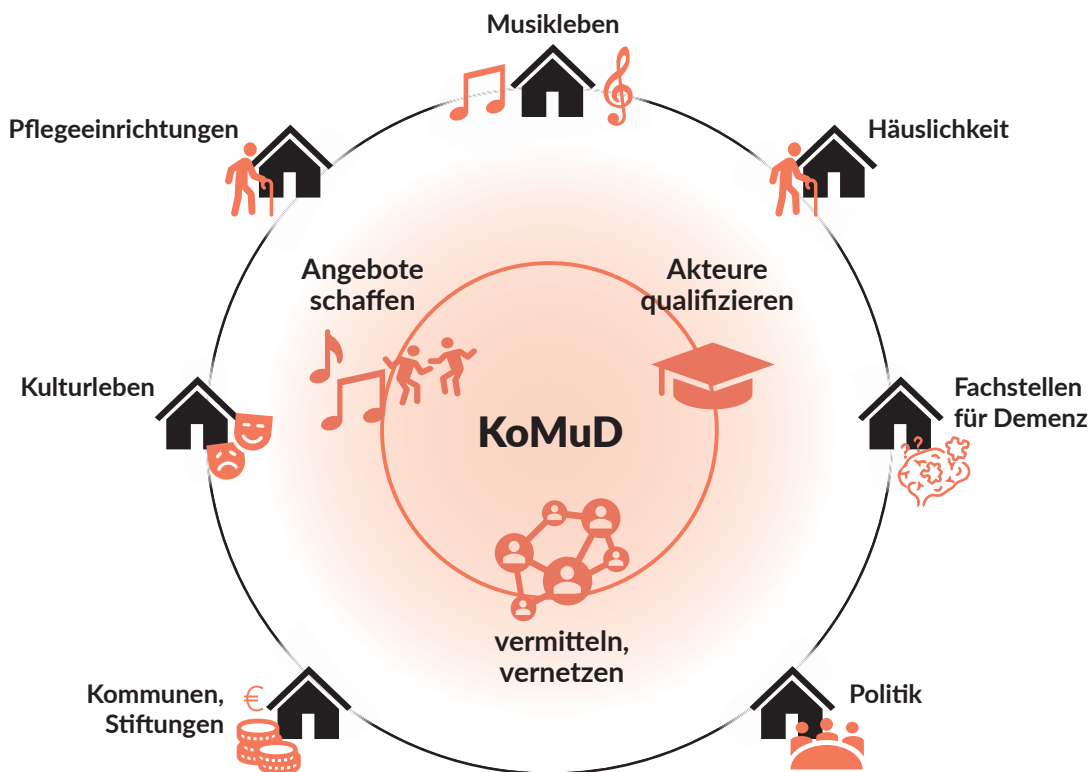 Musikleben
Pflegeeinrichtungen
Häuslichkeit
Angebote
schaffen
Akteure
qualifizieren
Kulturleben
KoMuD
Fachstellen
für Demenz
??
vermitteln,
vernetzen
Kommunen,
Stiftungen
€
Politik